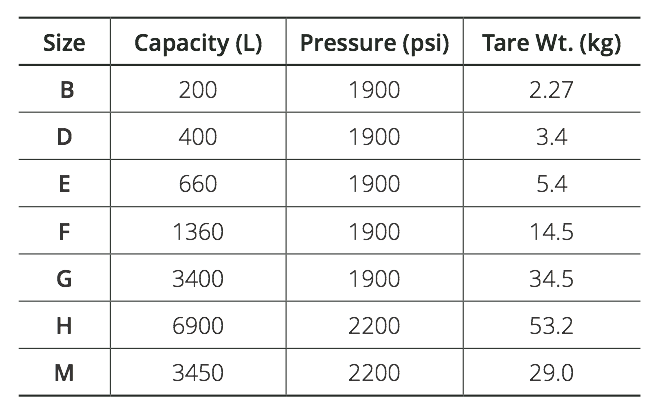 Size Capacity (L) Pressure (psi) Tare Wt. (kg)
B 200 1900 2.27
D 400 1900 3.4
E 660 1900 5.4
F 1360 1900 14.5
G 3400 1900 34.5
H 6900 2200 53.2
M 3450 2200 29.0